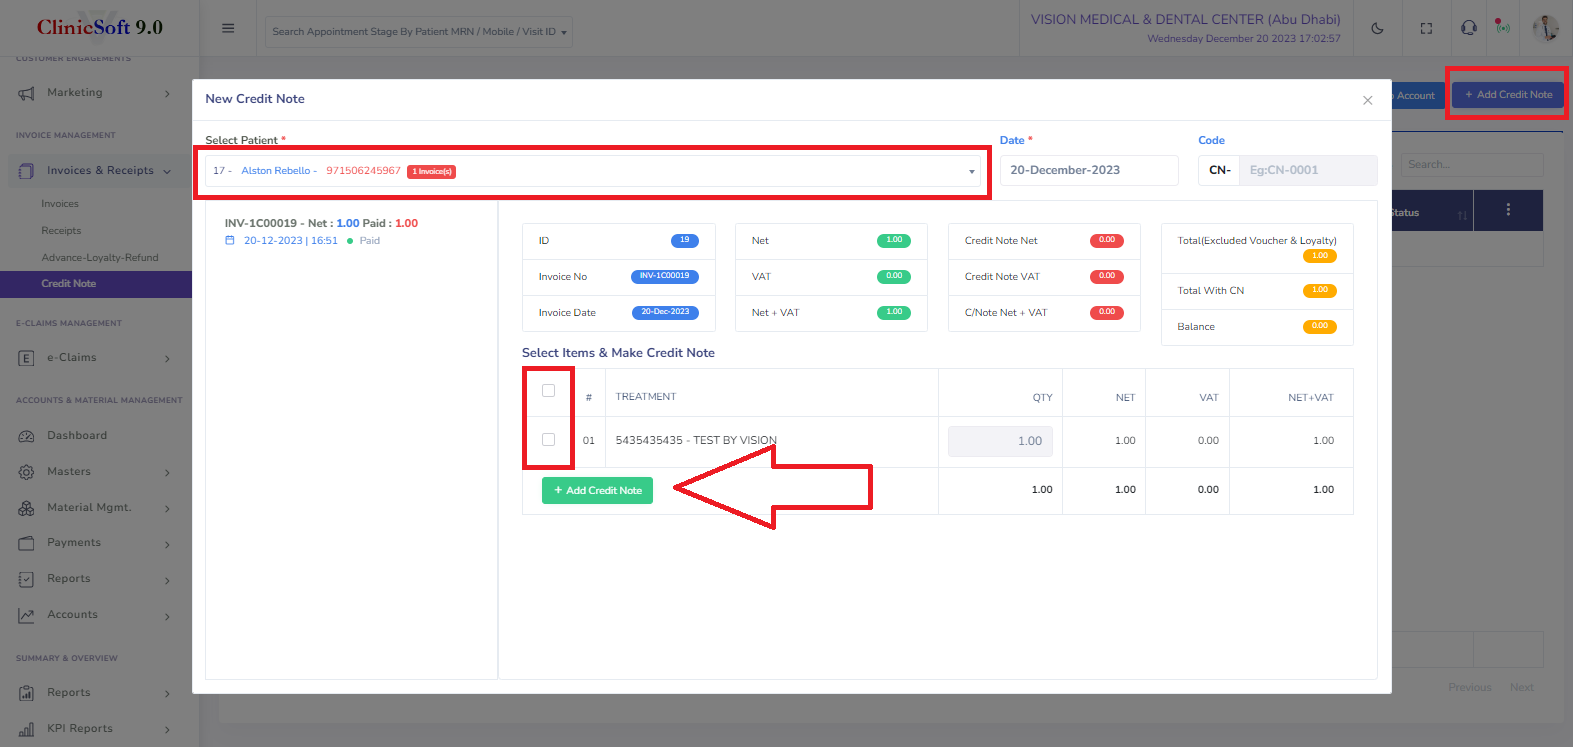 ClinicSoft 9.0
Search Appointment Stage By Patient MRN / Mobile / Visit ID
VISION MEDICAL & DENTAL CENTER (Abu Dhabi)
Wednesday December 20 2023 17:02:57
CUSTOMER ENGAGEMENTS
Marketing
INVOICE MANAGEMENT
Invoices & Receipts
Invoices
Receipts
Advance-Loyalty-Refund
Credit Note
E-CLAIMS MANAGEMENT
e-Claims
ACCOUNTS & MATERIAL MANAGEMENT
Dashboard
Masters
Material Mgmt.
Payments
Reports
Accounts
SUMMARY & OVERVIEW
Reports
KPI Reports
Account
+ Add Credit Note
Search...
Status
Previous Next
New Credit Note
Select Patient *
17 - Alston Rebello - 971506245967 1 Invoice(s)
Date *
20-December-2023
Code
CN- Eg:CN-0001
INV-1C00019 - Net : 1.00 Paid : 1.00
20-12-2023 | 16:51 Paid
ID 19
Invoice No INV-1C00019
Invoice Date 20-Dec-2023
Net 1.00
VAT 0.00
Net + VAT 1.00
Credit Note Net 0.00
Credit Note VAT 0.00
C/Note Net + VAT 0.00
Total(Excluded Voucher & Loyalty)
1.00
Total With CN 1.00
Balance 0.00
Select Items & Make Credit Note
# TREATMENT QTY NET VAT NET+VAT
01 5435435435 - TEST BY VISION 1.00 1.00 0.00 1.00
+ Add Credit Note 1.00 1.00 0.00 1.00